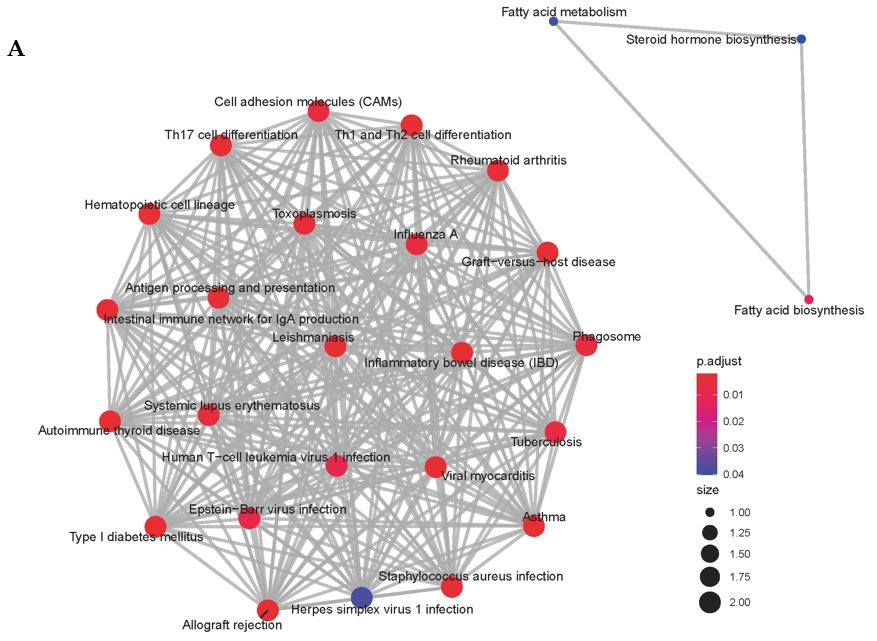 Fatty acid metabolism
Steroid hormone biosynthesis
A
Cell adhesion molecules (CAMs)
Th17 cell differentiation
Th1 and Th2 cell differentiation
Rheumatoid arthritis
Hematopoietic cell lineage
Toxoplasmosis
Influenza A
Graft−versus−host disease
Antigen processing and presentation
Fatty acid biosynthesis
Intestinal immune network for IgA production
Leishmaniasis
Phagosome
Inflammatory bowel disease (IBD)
p.adjust
0.01
0.02
0.03
0.04
Systemic lupus erythematosus
Autoimmune thyroid disease
Tuberculosis
Human T−cell leukemia virus 1 infection
Viral myocarditis
size
1.00
1.25
1.50
1.75
2.00
Epstein−Barr virus infection
Asthma
Type I diabetes mellitus
Staphylococcus aureus infection
Herpes simplex virus 1 infection
Allograft rejection